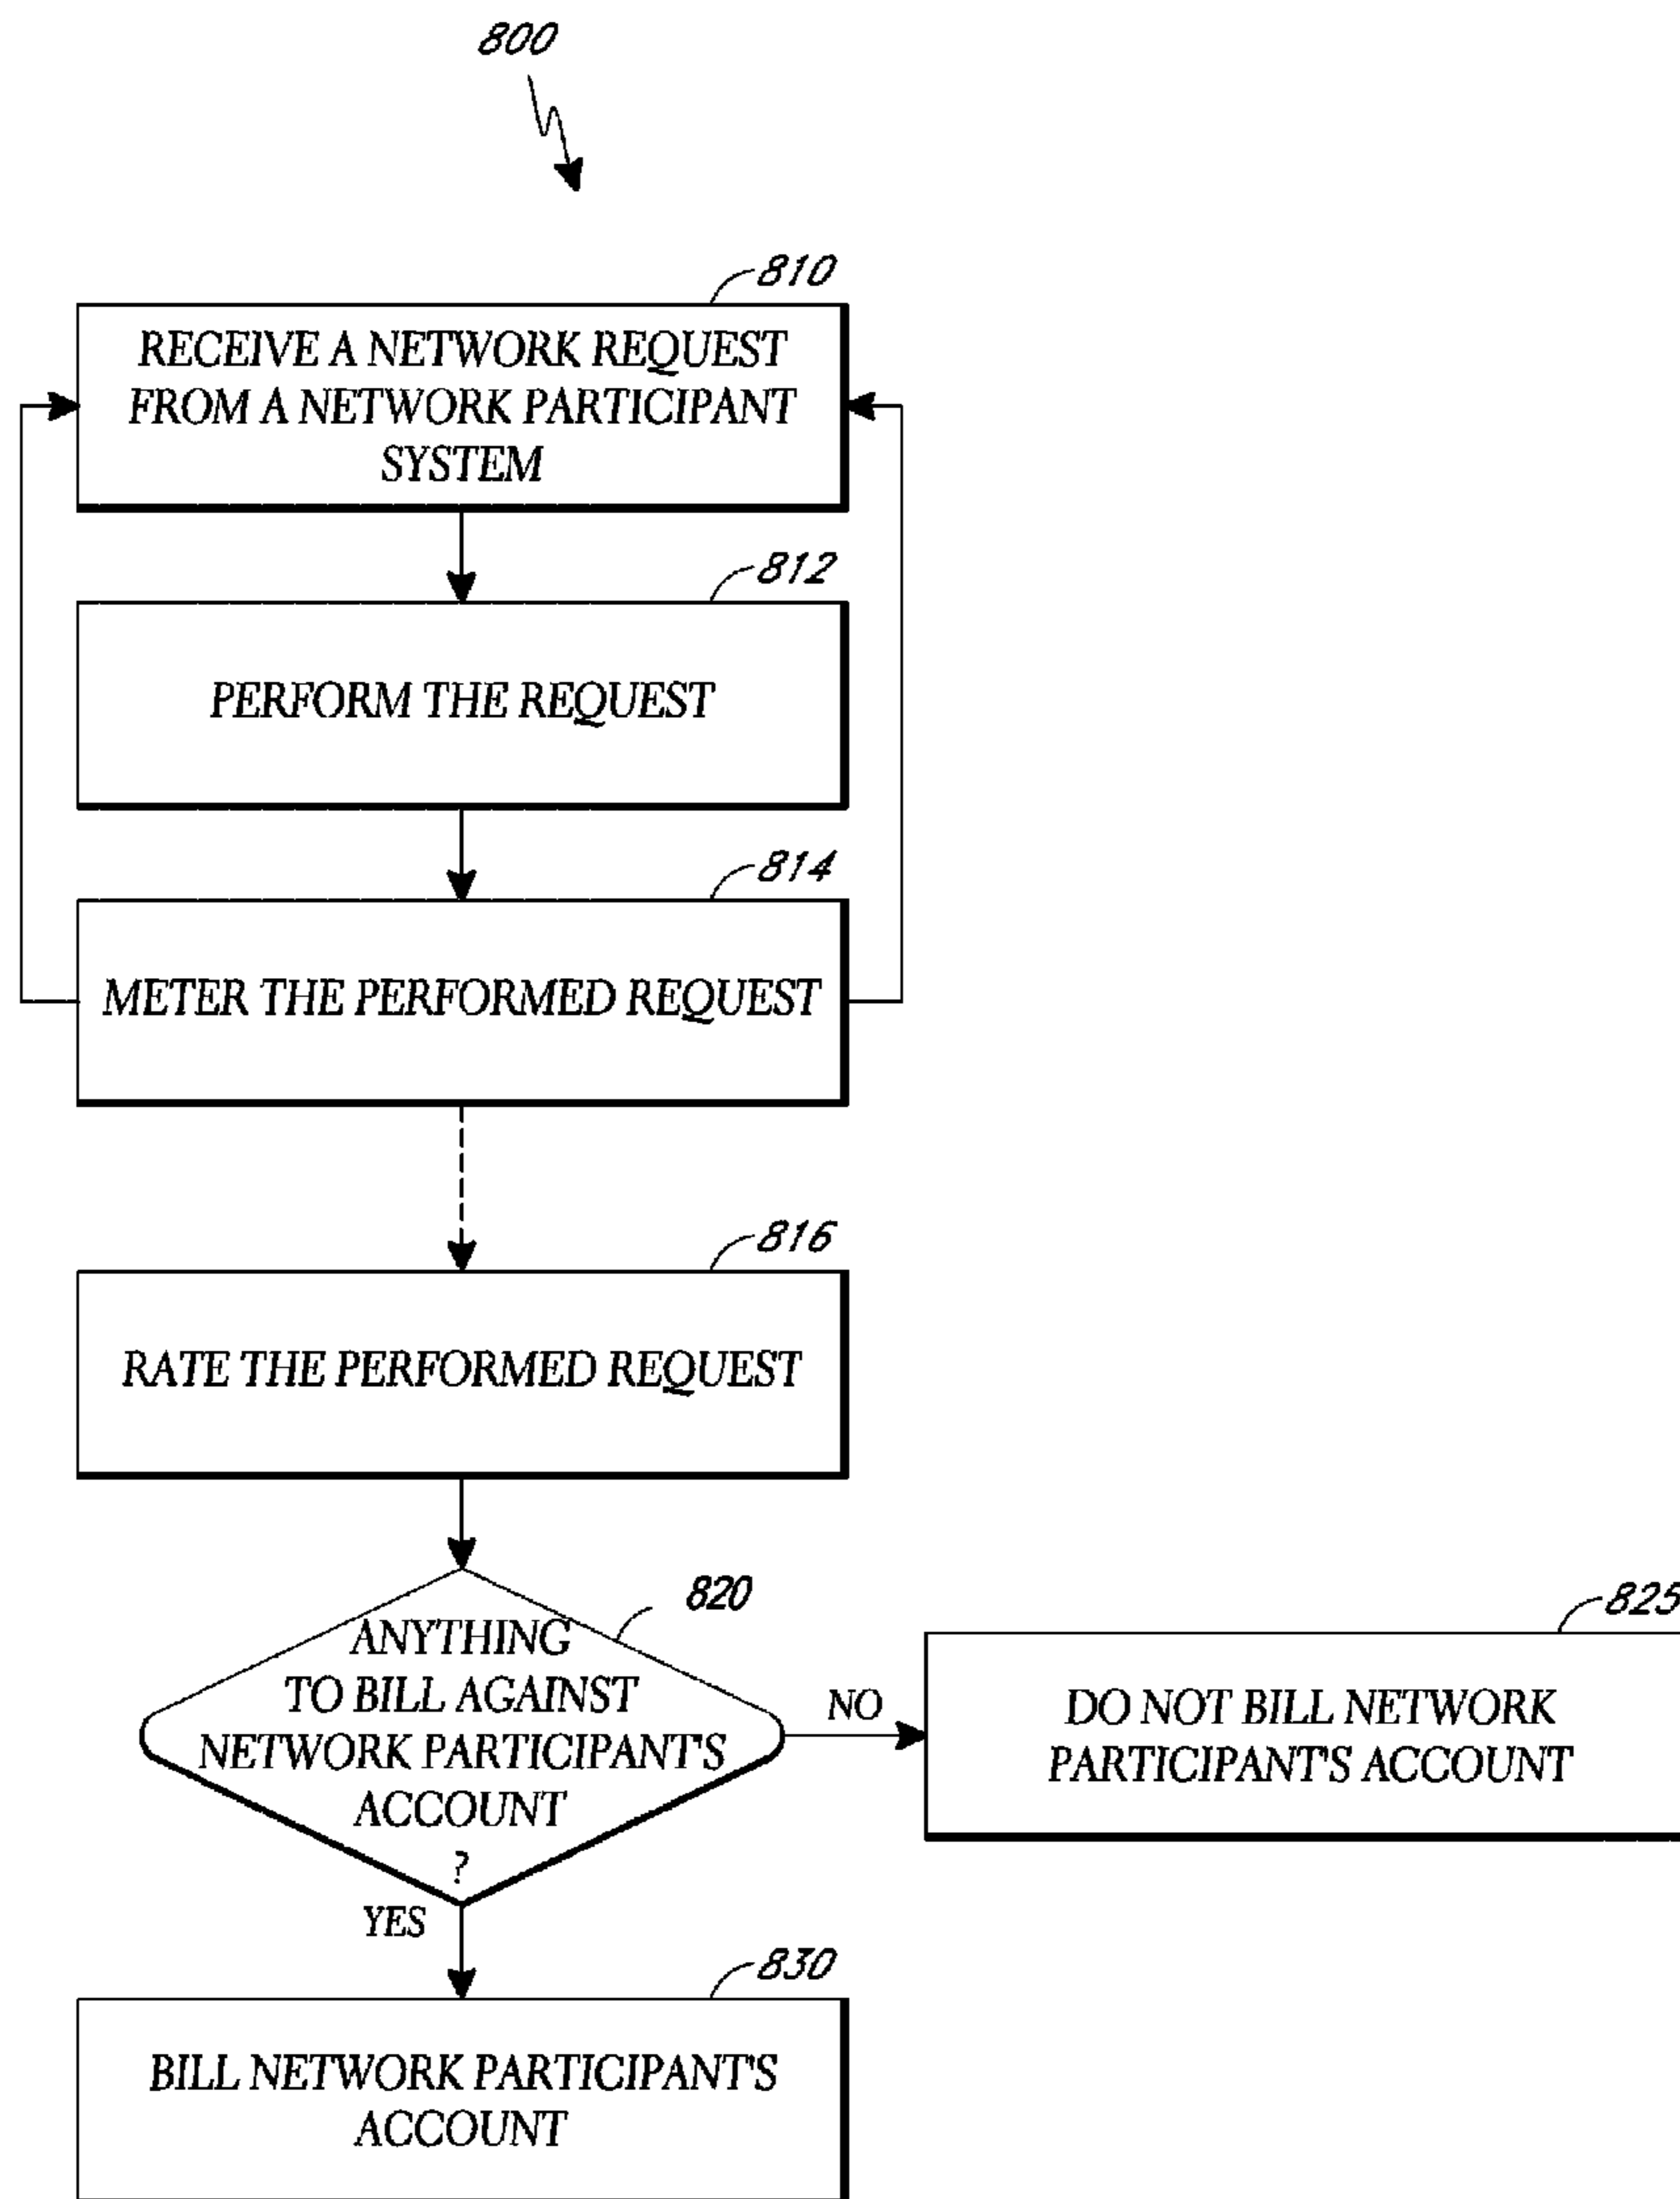 800
810
RECEIVE A NETWORK REQUEST
FROM A NETWORK PARTICIPANT
SYSTEM
812
PERFORM THE REQUEST
814
METER THE PERFORMED REQUEST
816
RATE THE PERFORMED REQUEST
820
ANYTHING
TO BILL AGAINST
NETWORK PARTICIPANT'S
ACCOUNT
?
NO
825
DO NOT BILL NETWORK
PARTICIPANT'S ACCOUNT
YES
830
BILL NETWORK PARTICIPANT'S
ACCOUNT